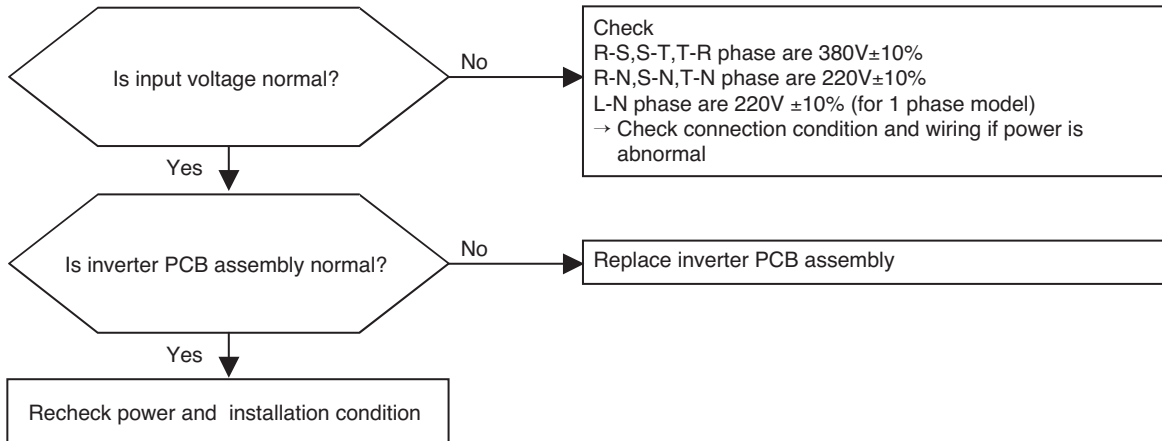 Is input voltage normal?
No
Check
R-S,S-T,T-R phase are 380V±10%
R-N,S-N,T-N phase are 220V±10%
L-N phase are 220V ±10% (for 1 phase model)
→ Check connection condition and wiring if power is
abnormal
Yes
Is inverter PCB assembly normal?
No
Replace inverter PCB assembly
Yes
Recheck power and installation condition